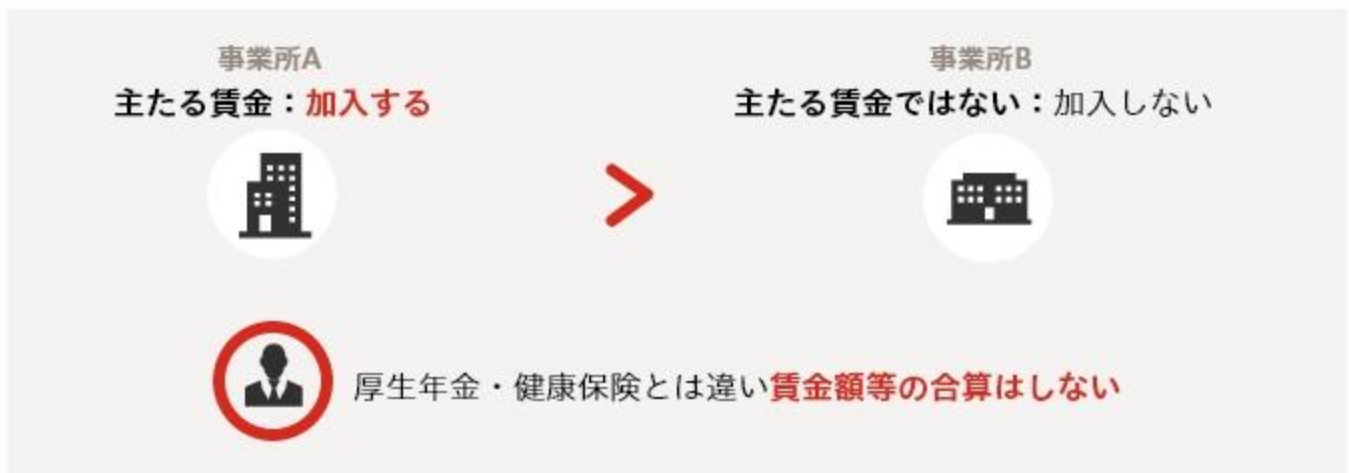 事業所A
主たる賃金：加入する
事業所B
主たる賃金ではない：加入しない
厚生年金・健康保険とは違い賃金額等の合算はしない